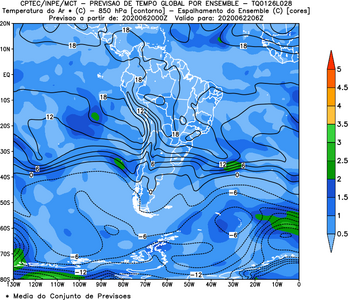 CPTEC/INPE/MCT - PREVISAO DE TEMPO GLOBAL POR ENSEMBLE - TQ0126L028
Temperatura do Ar * (C) - 850 hPa [contorno] - Espalhamento do Ensemble (C) [cores]
Previsao a partir de: 2020062000Z Valido para: 2020062206Z
20N
10N
EQ
10S
20S
30S
40S
50S
60S
70S
80S
130W 120W 110W 100W 90W 80W 70W 60W 50W 40W 30W 20W 10W 0
18
18
18
18
18
12
12
12
6
6
0
0
0
-6
-6
-6
-6
-12
-12
5
4.5
4
3.5
3
2.5
2
1.5
1
0.5
* Media do Conjunto de Previsoes